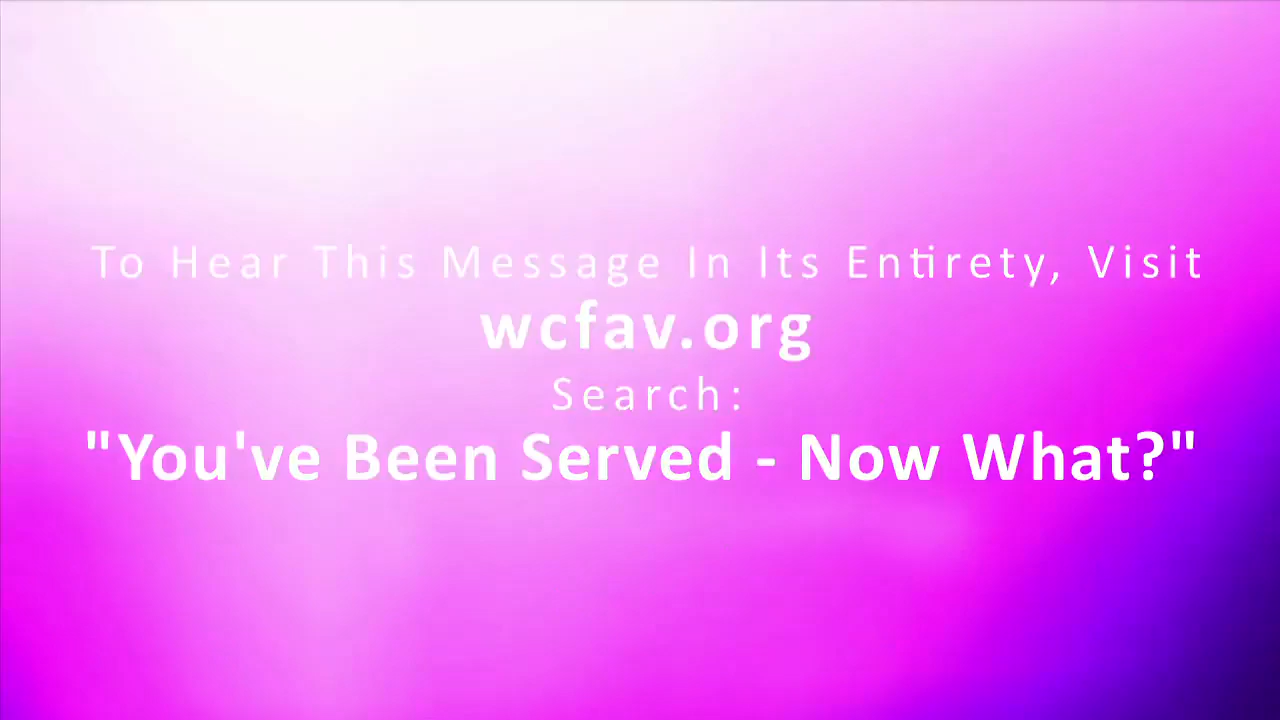 To Hear This Message In Its Entirety, Visit
wcfav.org
Search:
"You've Been Served - Now What?"